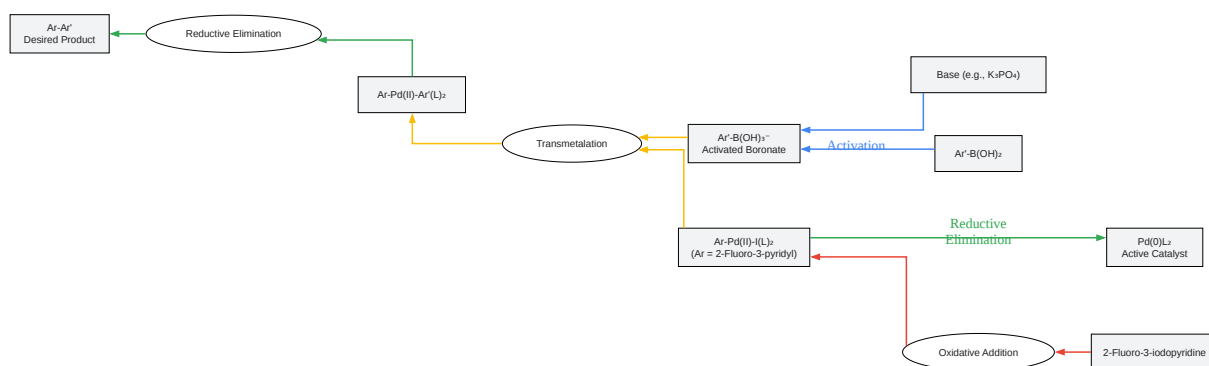 Ar-Ar'
Desired Product
Reductive Elimination
Ar-Pd(II)-Ar'(L)₂
Base (e.g., K₃PO₄)
Transmetalation
Ar'-B(OH)₃⁻
Activated Boronate
Activation
Ar'-B(OH)₂
Reductive
Elimination
Ar-Pd(II)-I(L)₂
(Ar = 2-Fluoro-3-pyridyl)
Pd(0)L₂
Active Catalyst
Oxidative Addition
2-Fluoro-3-iodopyridine